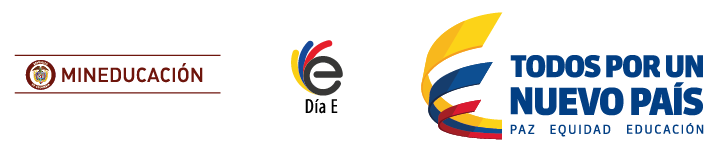 MINEDUCACIÓN
e
Día E
TODOS POR UN
NUEVO PAÍS
PAZ EQUIDAD EDUCACIÓN